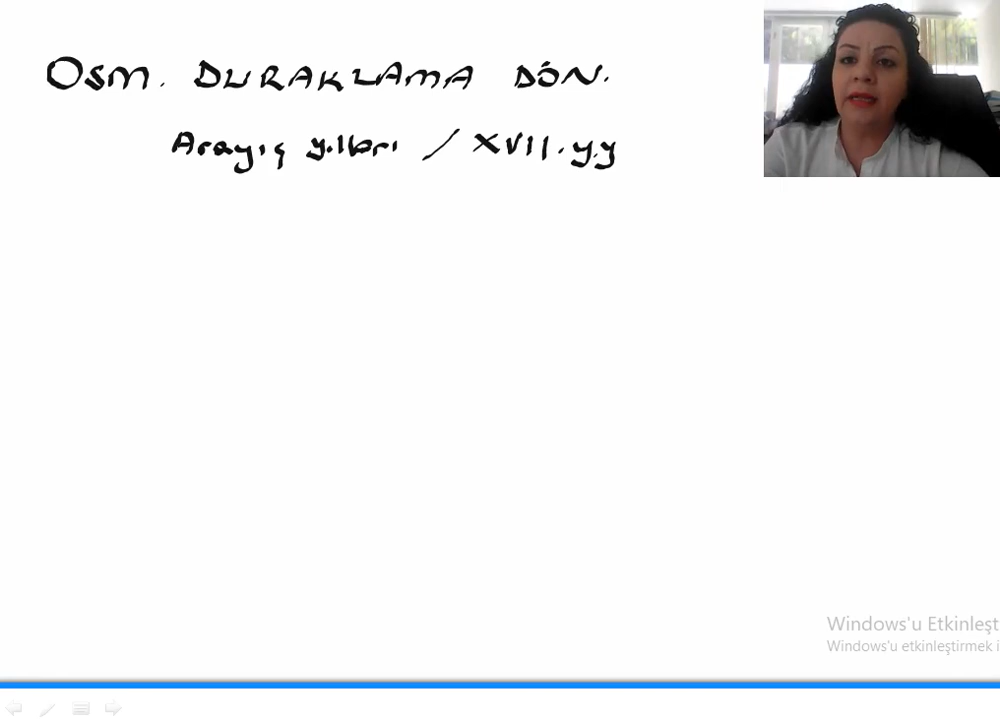 Osm. DURAKLAMA DÖN.
Arayış yılları / XVII.yy
Windows'u Etkinleşt
Windows'u etkinleştirmek i